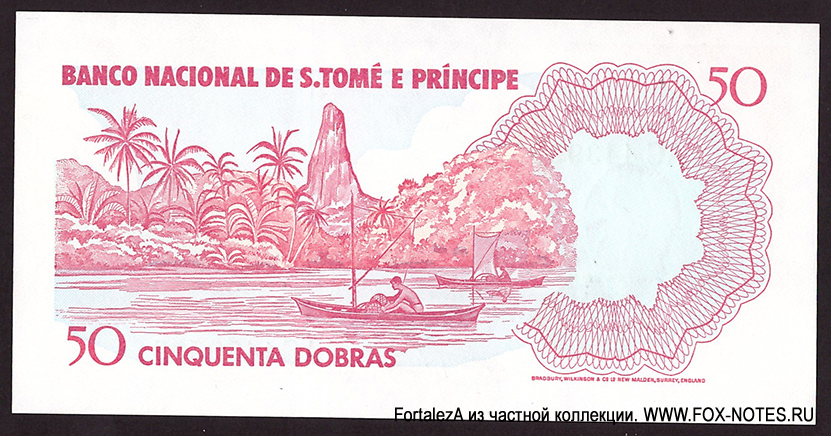 BANCO NACIONAL DE S.TOMÉ E PRÍNCIPE
50
50 CINQUENTA DOBRAS
BRADBURY, WILKINSON & Co Ld NEW MALDEN, SURREY, ENGLAND
FortalezA из частной коллекции. WWW.FOX-NOTES.RU